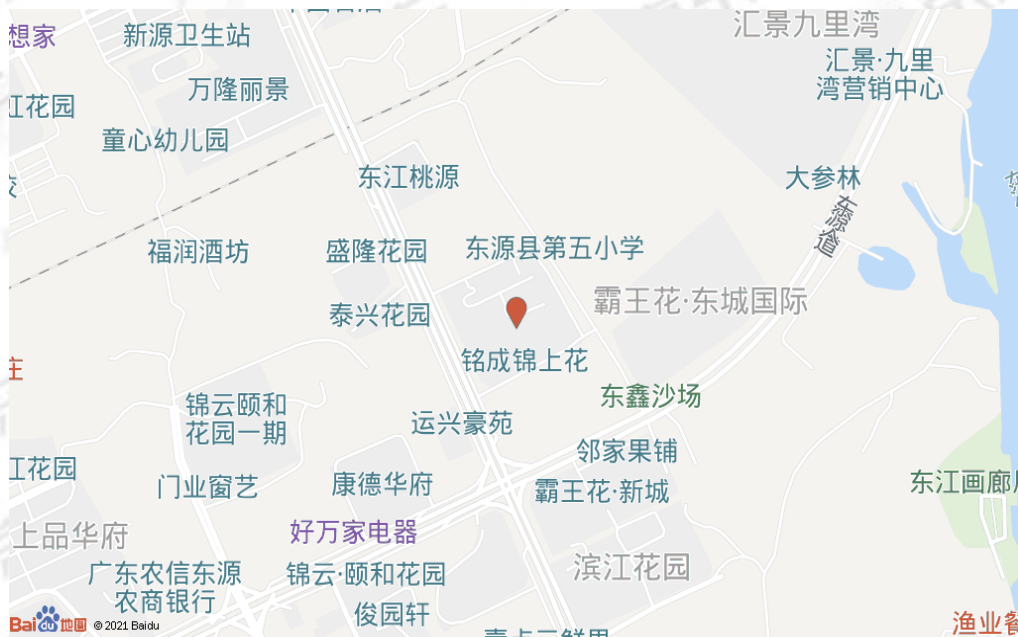 汇景九里湾
想家
新源卫生站
汇景·九里
湾营销中心
万隆丽景
江花园
童心幼儿园
东江桃源
大参林
东源道
福润酒坊
盛隆花园
东源县第五小学
霸王花·东城国际
泰兴花园
铭成锦上花
庄
东鑫沙场
锦云颐和
花园一期
运兴豪苑
邻家果铺
江花园
门业窗艺
康德华府
霸王花·新城
东江画廊
上品华府
好万家电器
滨江花园
广东农信东源
农商银行
锦云·颐和花园
俊园轩
渔业餐
Bai du 地图 © 2021 Baidu